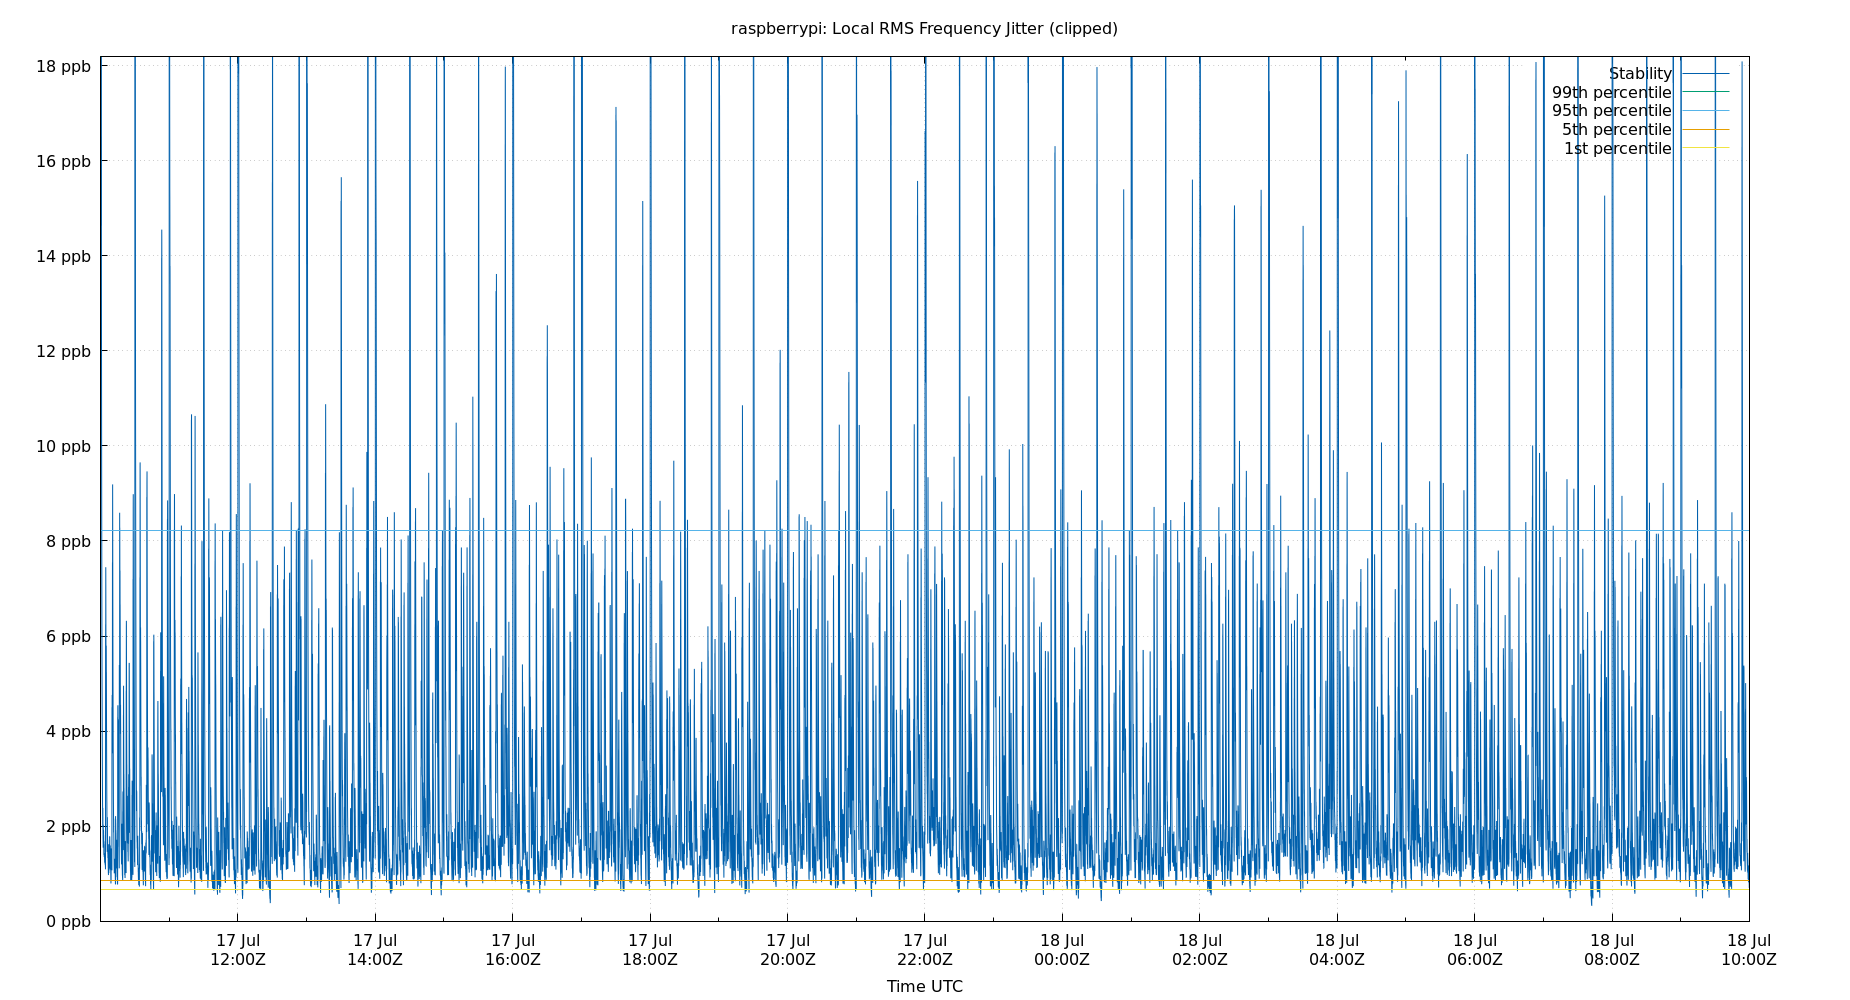 raspberrypi: Local RMS Frequency Jitter (clipped)
18 ppb
16 ppb
14 ppb
12 ppb
10 ppb
8 ppb
6 ppb
4 ppb
2 ppb
0 ppb
Stability
99th percentile
95th percentile
5th percentile
1st percentile
17 Jul 17 Jul 17 Jul 17 Jul 17 Jul 17 Jul 18 Jul 18 Jul 18 Jul 18 Jul 18 Jul 18 Jul
12:00Z 14:00Z 16:00Z 18:00Z 20:00Z 22:00Z 00:00Z 02:00Z 04:00Z 06:00Z 08:00Z 10:00Z
Time UTC